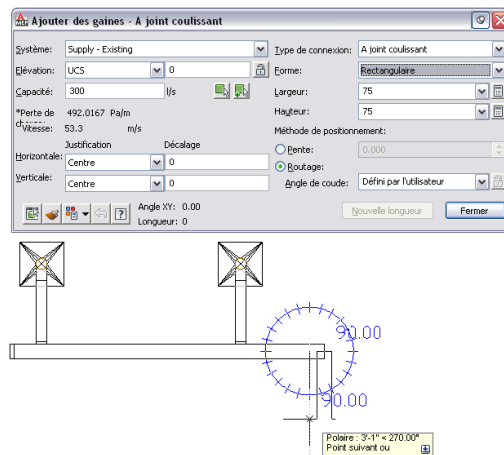 Ajouter des gaines - A joint coulissant
Système: Supply - Existing Type de connexion: A joint coulissant
Elévation: UCS 0 Forme: Rectangulaire
Capacité: 300 l/s Largeur: 75
*Perte de 492.0167 Pa/m Hauteur: 75
Vitesse: 53.3 m/s Méthode de positionnement:
Justification Décalage Pente: 0.000
Horizontale: Centre 0 Routage:
Verticale: Centre 0 Angle de coude: Défini par l'utilisateur
Angle XY: 0.00 Nouvelle longueur Fermer
Longueur: 0
90.00
90.00
Polaire : 3'-1" < 270.00°
Point suivant ou